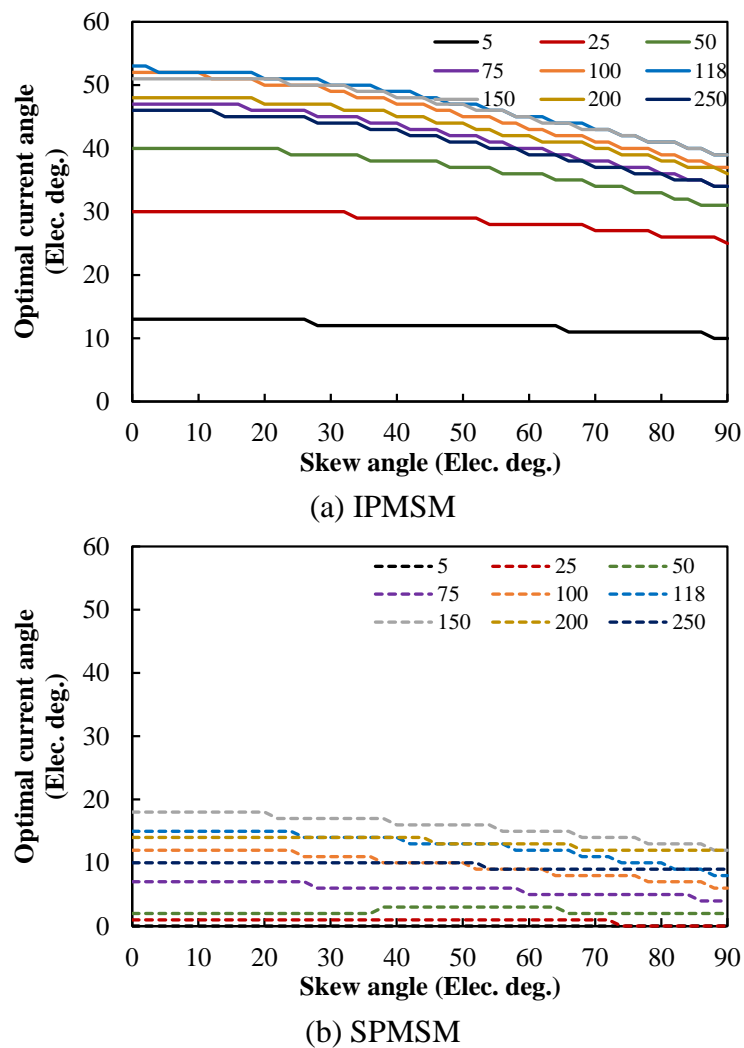 60
50
40
30
20
10
0
Optimal current angle
(Elec. deg.)
5 25 50
75 100 118
150 200 250
0 10 20 30 40 50 60 70 80 90
Skew angle (Elec. deg.)
(a) IPMSM
60
50
40
30
20
10
0
Optimal current angle
(Elec. deg.)
5 25 50
75 100 118
150 200 250
0 10 20 30 40 50 60 70 80 90
Skew angle (Elec. deg.)
(b) SPMSM